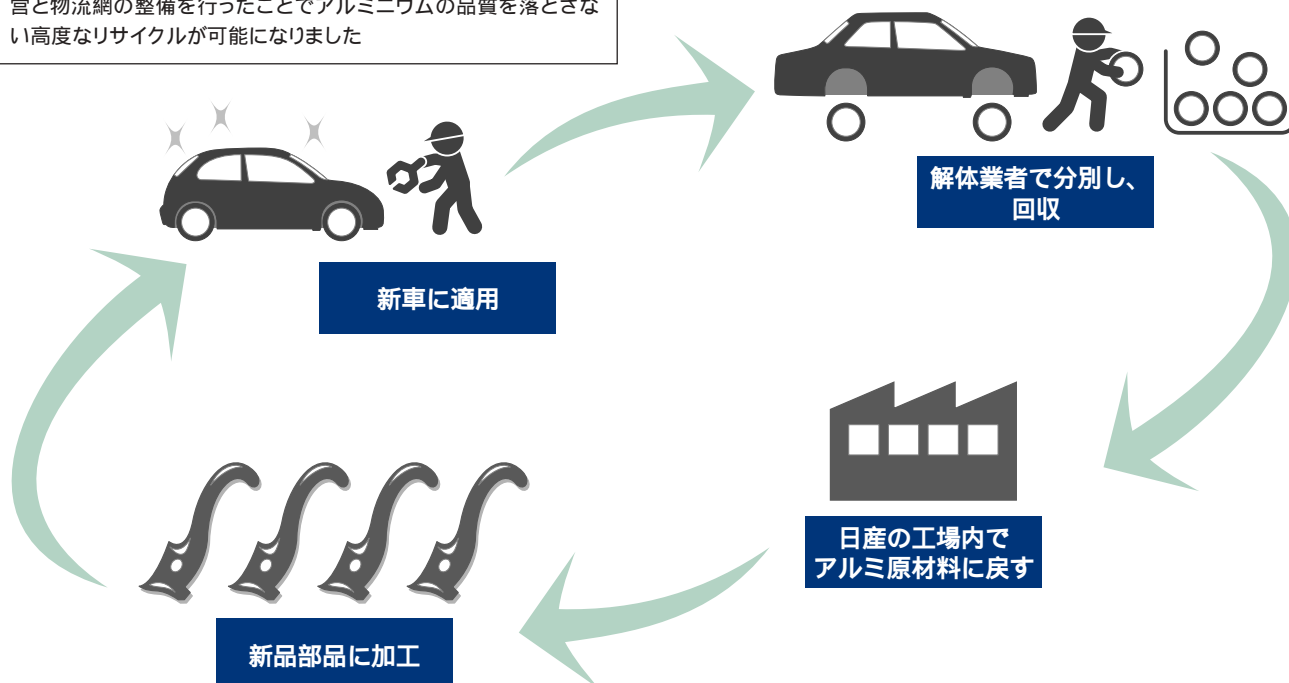 営と物流網の整備を行ったことでアルミニウムの品質を落とさな
い高度なリサイクルが可能になりました
解体業者で分別し、
回収
新車に適用
日産の工場内で
アルミ原材料に戻す
新品部品に加工